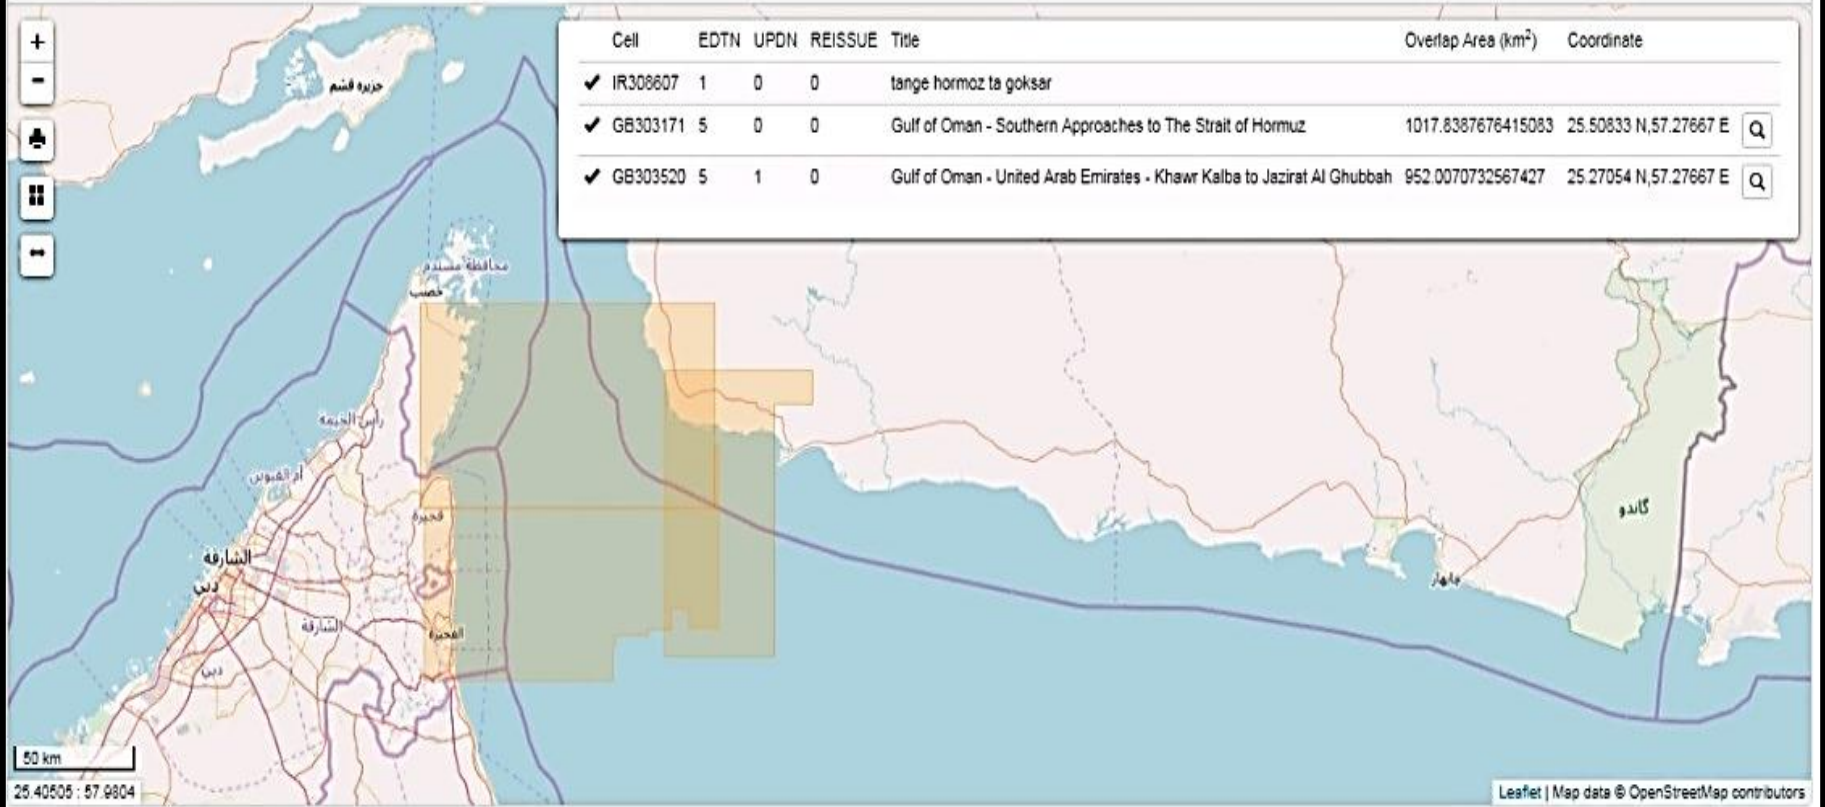 +
-
Cell EDTN UPDN REISSUE Title Overlap Area (km²) Coordinate
IR308607 1 0 0 tange hormoz ta goksar
GB303171 5 0 0 Gulf of Oman - Southern Approaches to The Strait of Hormuz 1017.8387676415083 25.50833 N,57.27667 E
GB303520 5 1 0 Gulf of Oman - United Arab Emirates - Khawr Kalba to Jazirat Al Ghubbah 952.0070732567427 25.27054 N,57.27667 E
جزیره قشم
محافظة مسندم
خصب
رأس الخيمة
أم القيوين
فجيرة
گاندو
الشارقة
چابهار
دبي
الشارقة
الفجيرة
دبي
50 km
25.40505 : 57.9804
Leaflet | Map data © OpenStreetMap contributors